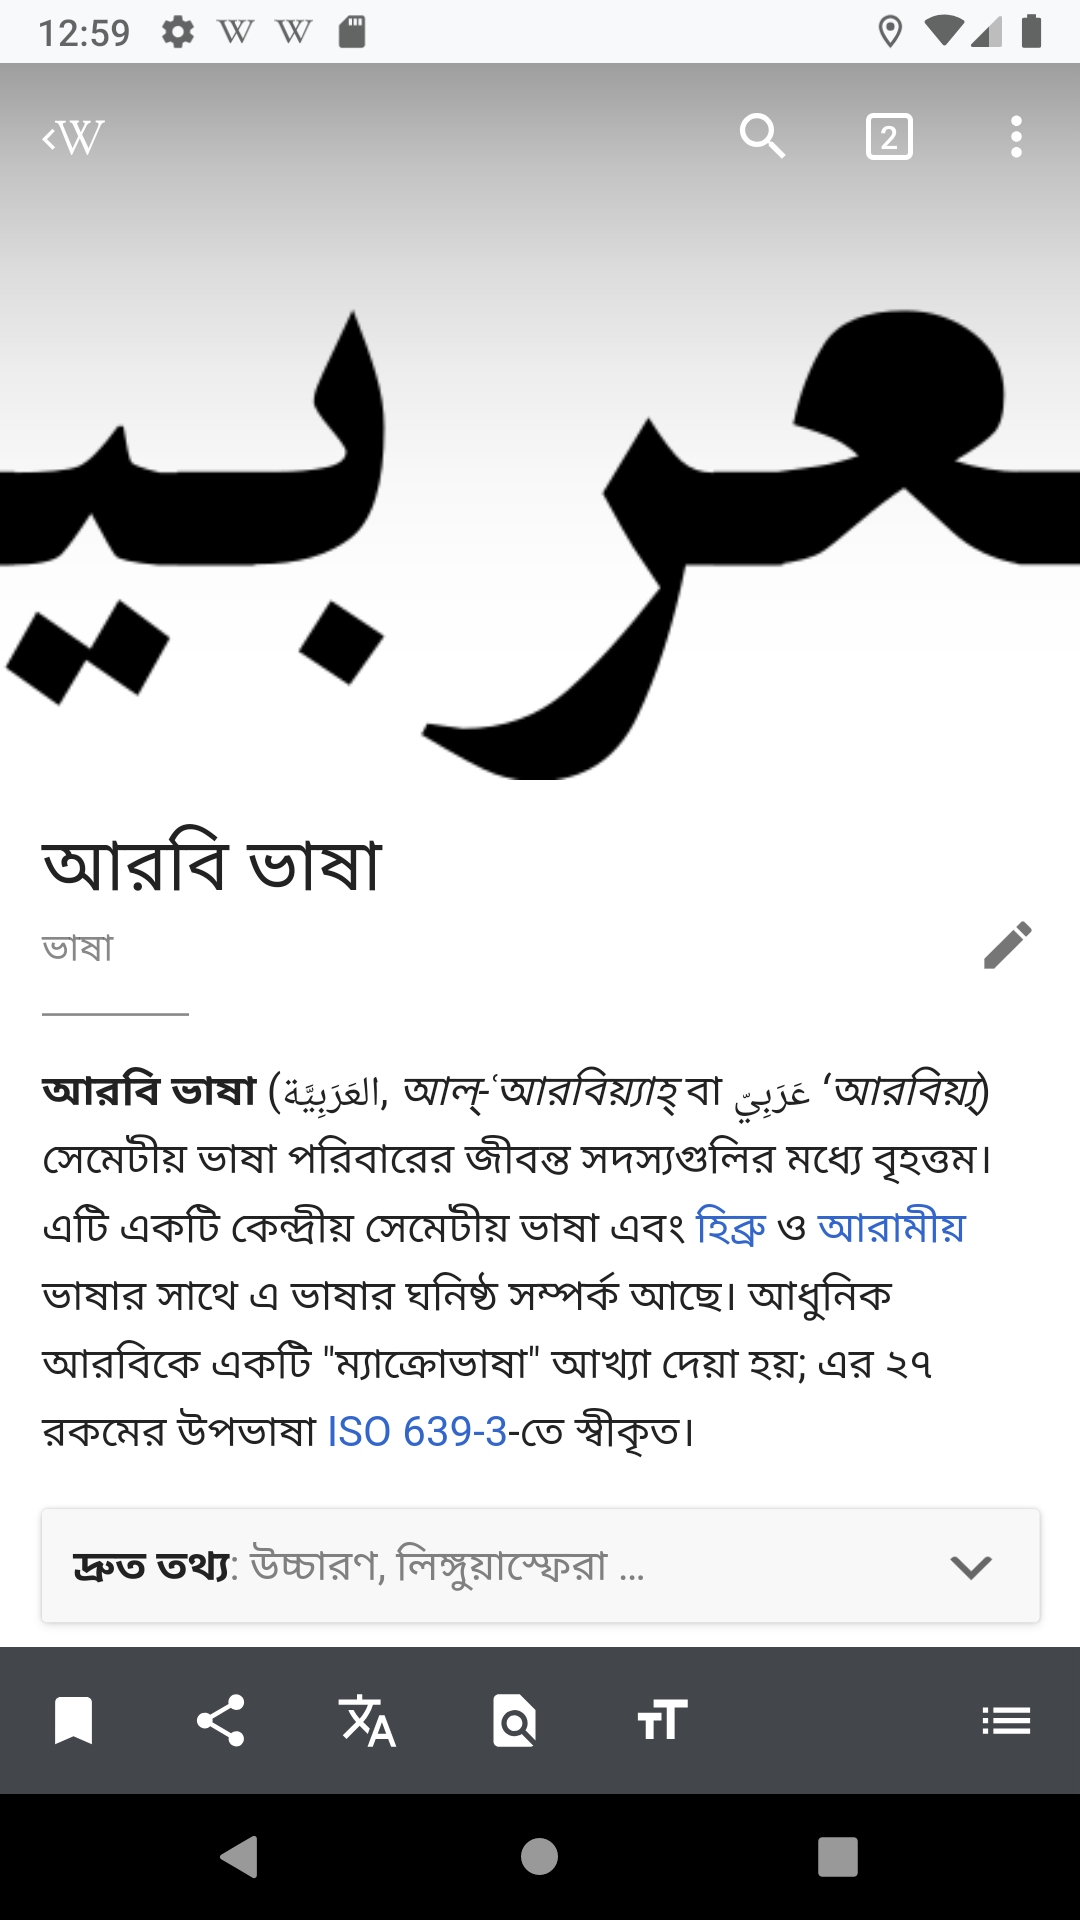 12:59
W W
‹W
2
عربي
আরবি ভাষা
ভাষা
আরবি ভাষা (العَرَبِيَّة, আল্-ʿআরবিয়্যাহ্ বা عَرَبِيّ ʻআরবিয়্য)
সেমেটীয় ভাষা পরিবারের জীবন্ত সদস্যগুলির মধ্যে বৃহত্তম।
এটি একটি কেন্দ্রীয় সেমেটীয় ভাষা এবং হিব্রু ও আরামীয়
ভাষার সাথে এ ভাষার ঘনিষ্ঠ সম্পর্ক আছে। আধুনিক
আরবিকে একটি "ম্যাক্রোভাষা" আখ্যা দেয়া হয়; এর ২৭
রকমের উপভাষা ISO 639-3-তে স্বীকৃত।
দ্রুত তথ্য: উচ্চারণ, লিঙ্গুয়াস্ফেরা ...